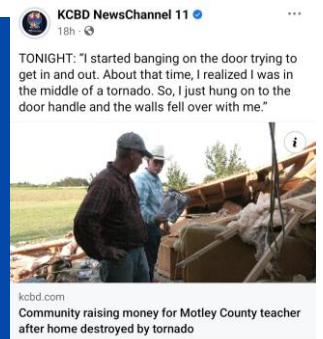 KCBD NewsChannel 11
18h ·
TONIGHT: “I started banging on the door trying to
get in and out. About that time, I realized I was in
the middle of a tornado. So, I just hung on to the
door handle and the walls fell over with me.”
i
kcbd.com
Community raising money for Motley County teacher
after home destroyed by tornado